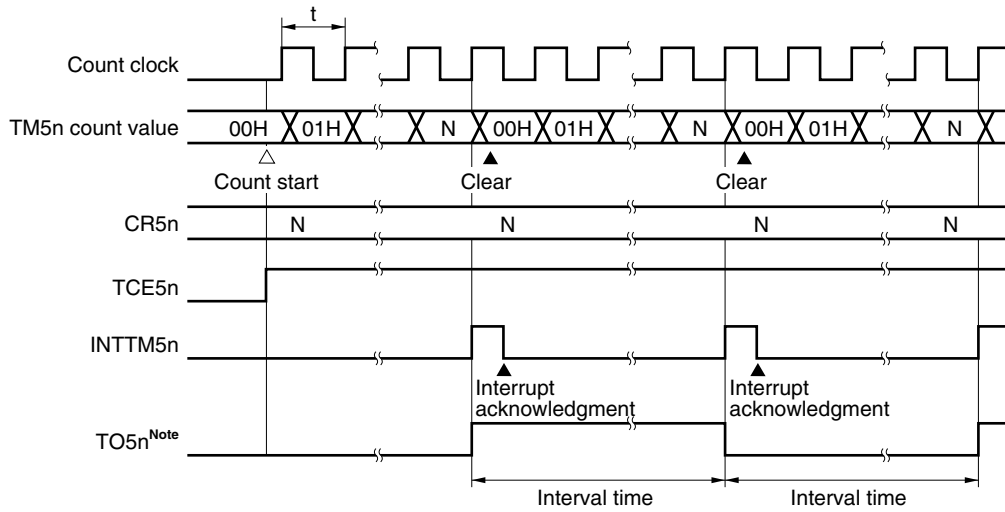 t
Count clock
TM5n count value 00H 01H N 00H 01H N 00H 01H N
Count start Clear Clear
CR5n N N N N
TCE5n
INTTM5n
Interrupt acknowledgment
Interrupt acknowledgment
TO5nNote
Interval time Interval time